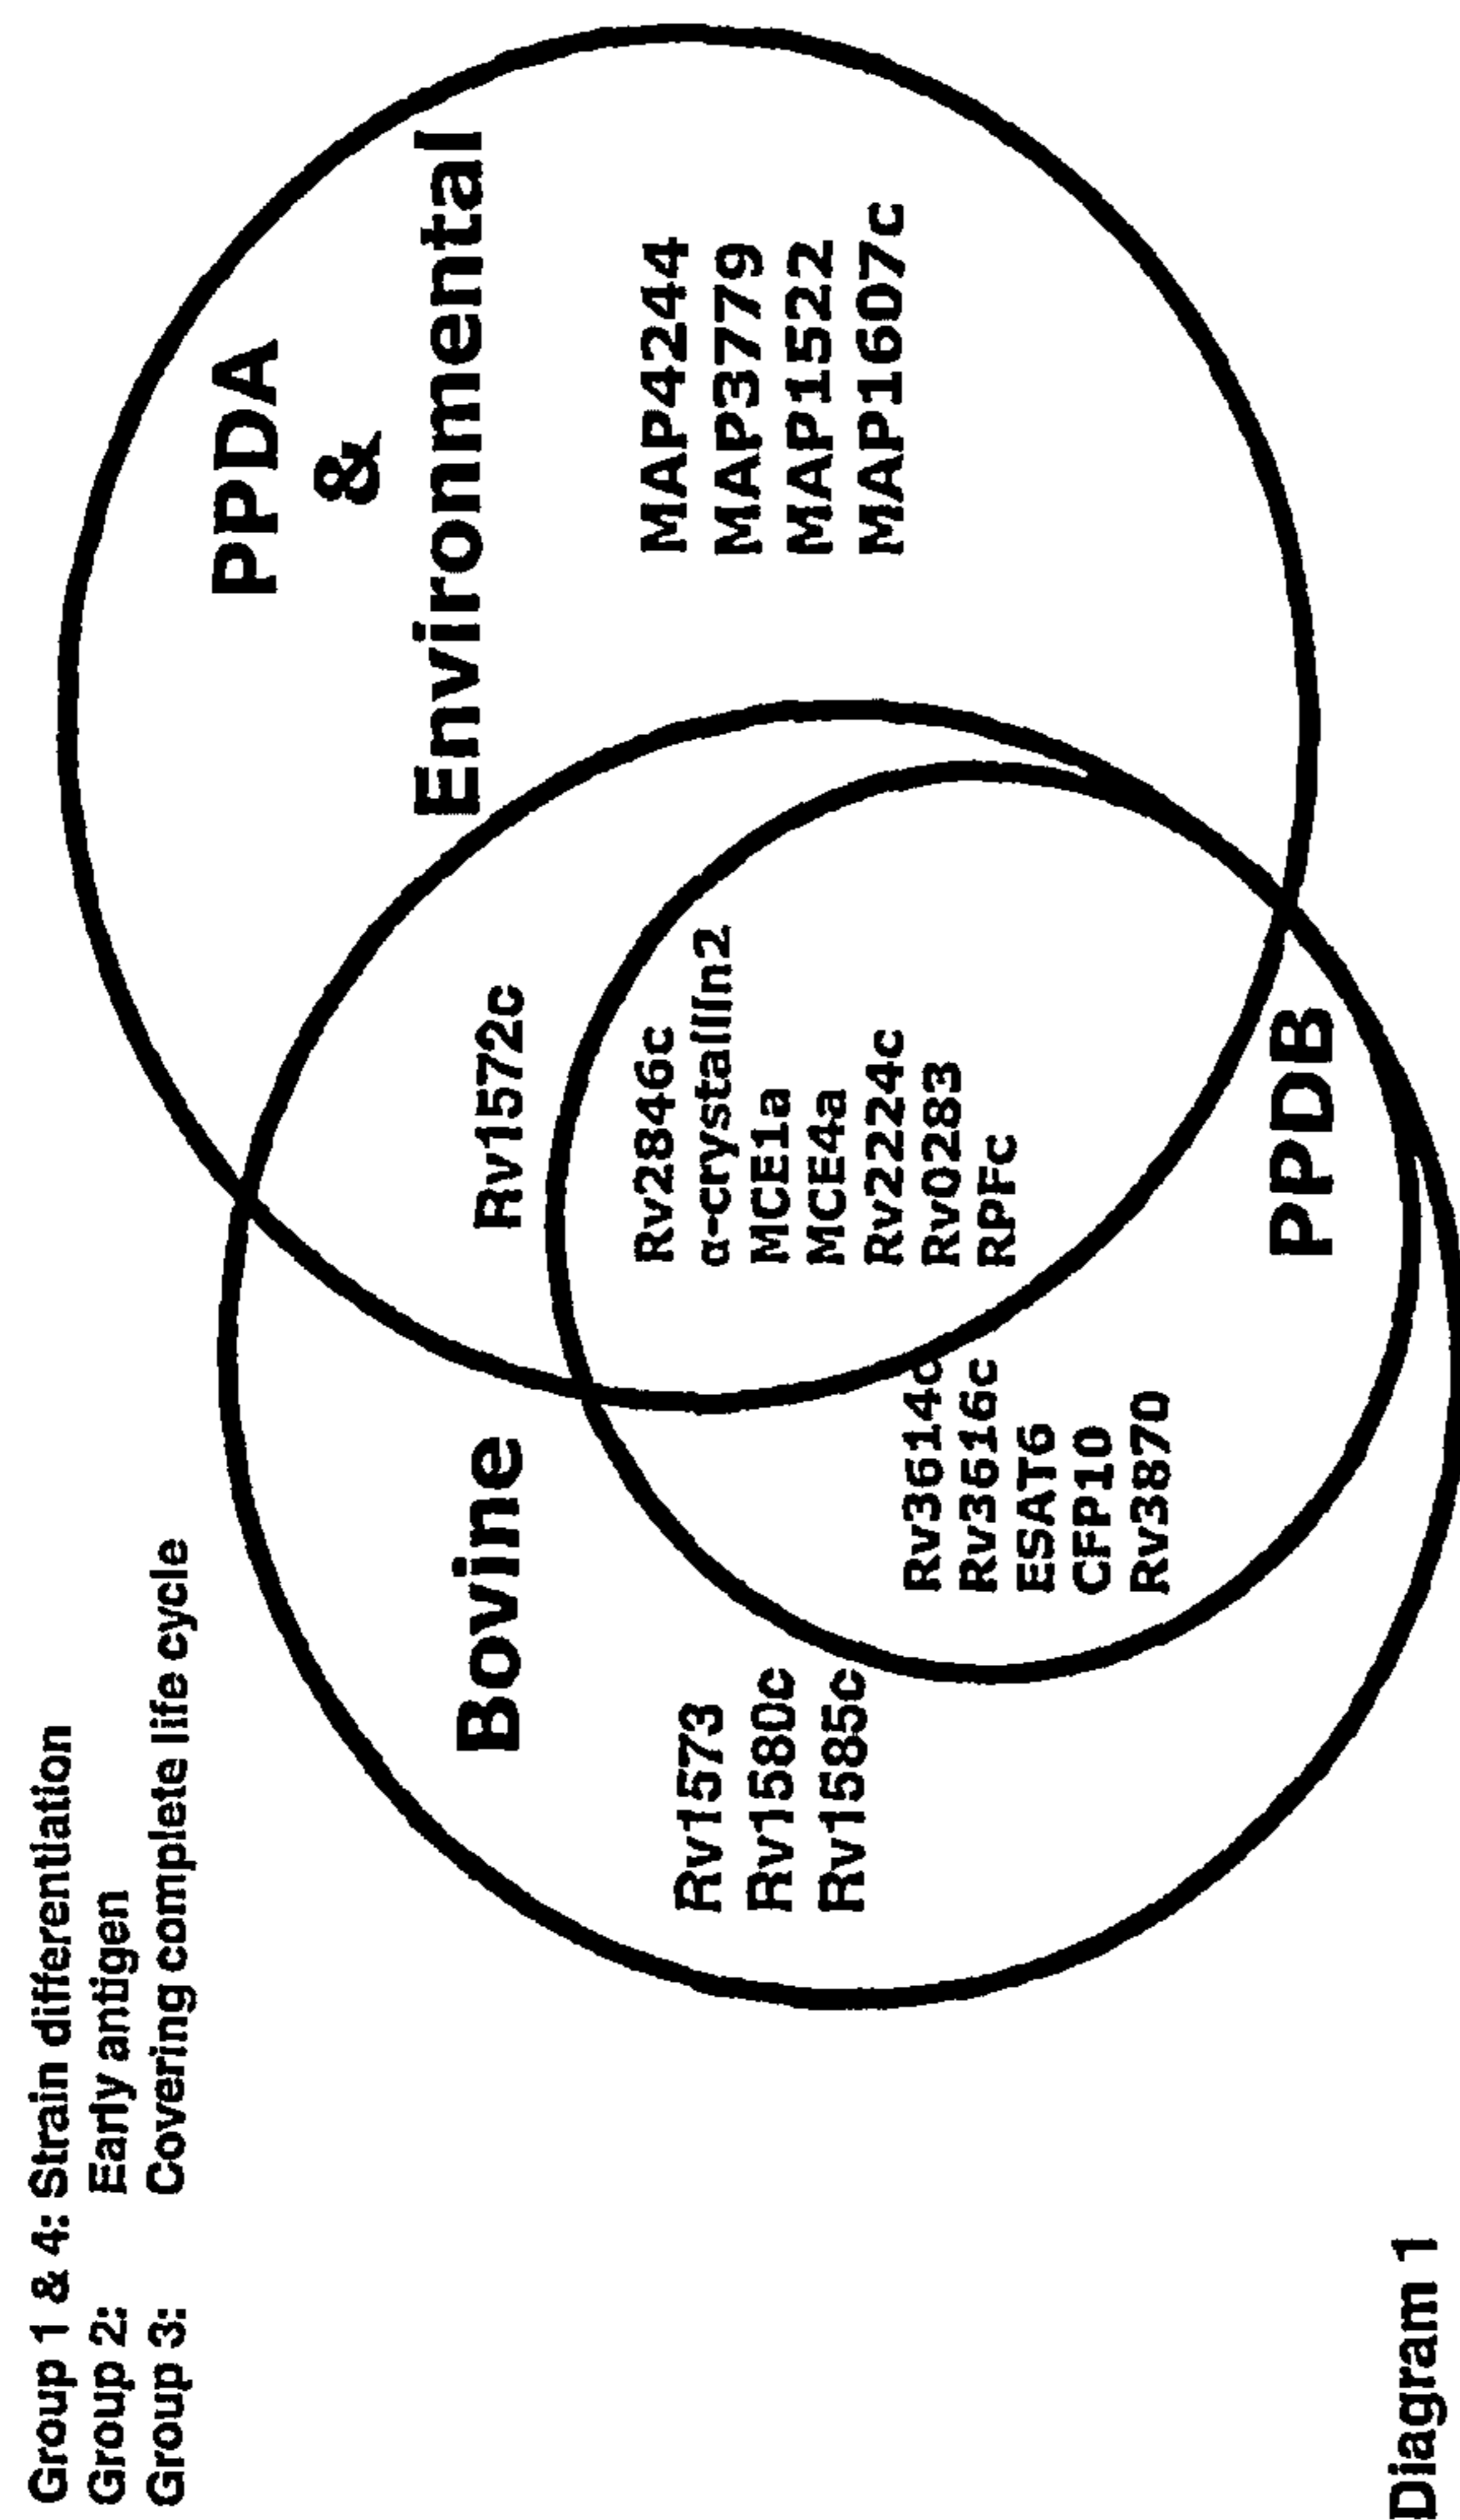 Group 1 & 4: Strain differentiation
Group 2: Early antigen
Group 3: Covering complete life cycle
PPDA
&
Environmental
Bovine
Rv1572c
MAP4244
MAP3779
MAP1522
MAP1607c
Rv2846c
α-crystallin2
MCE1a
MCE4a
Rv2224c
Rv0283
RPFc
Rv1573
Rv1580c
Rv1585c
Rv3614c
Rv3616c
ESAT6
CFP10
Rv3870
PPDB
Diagram 1